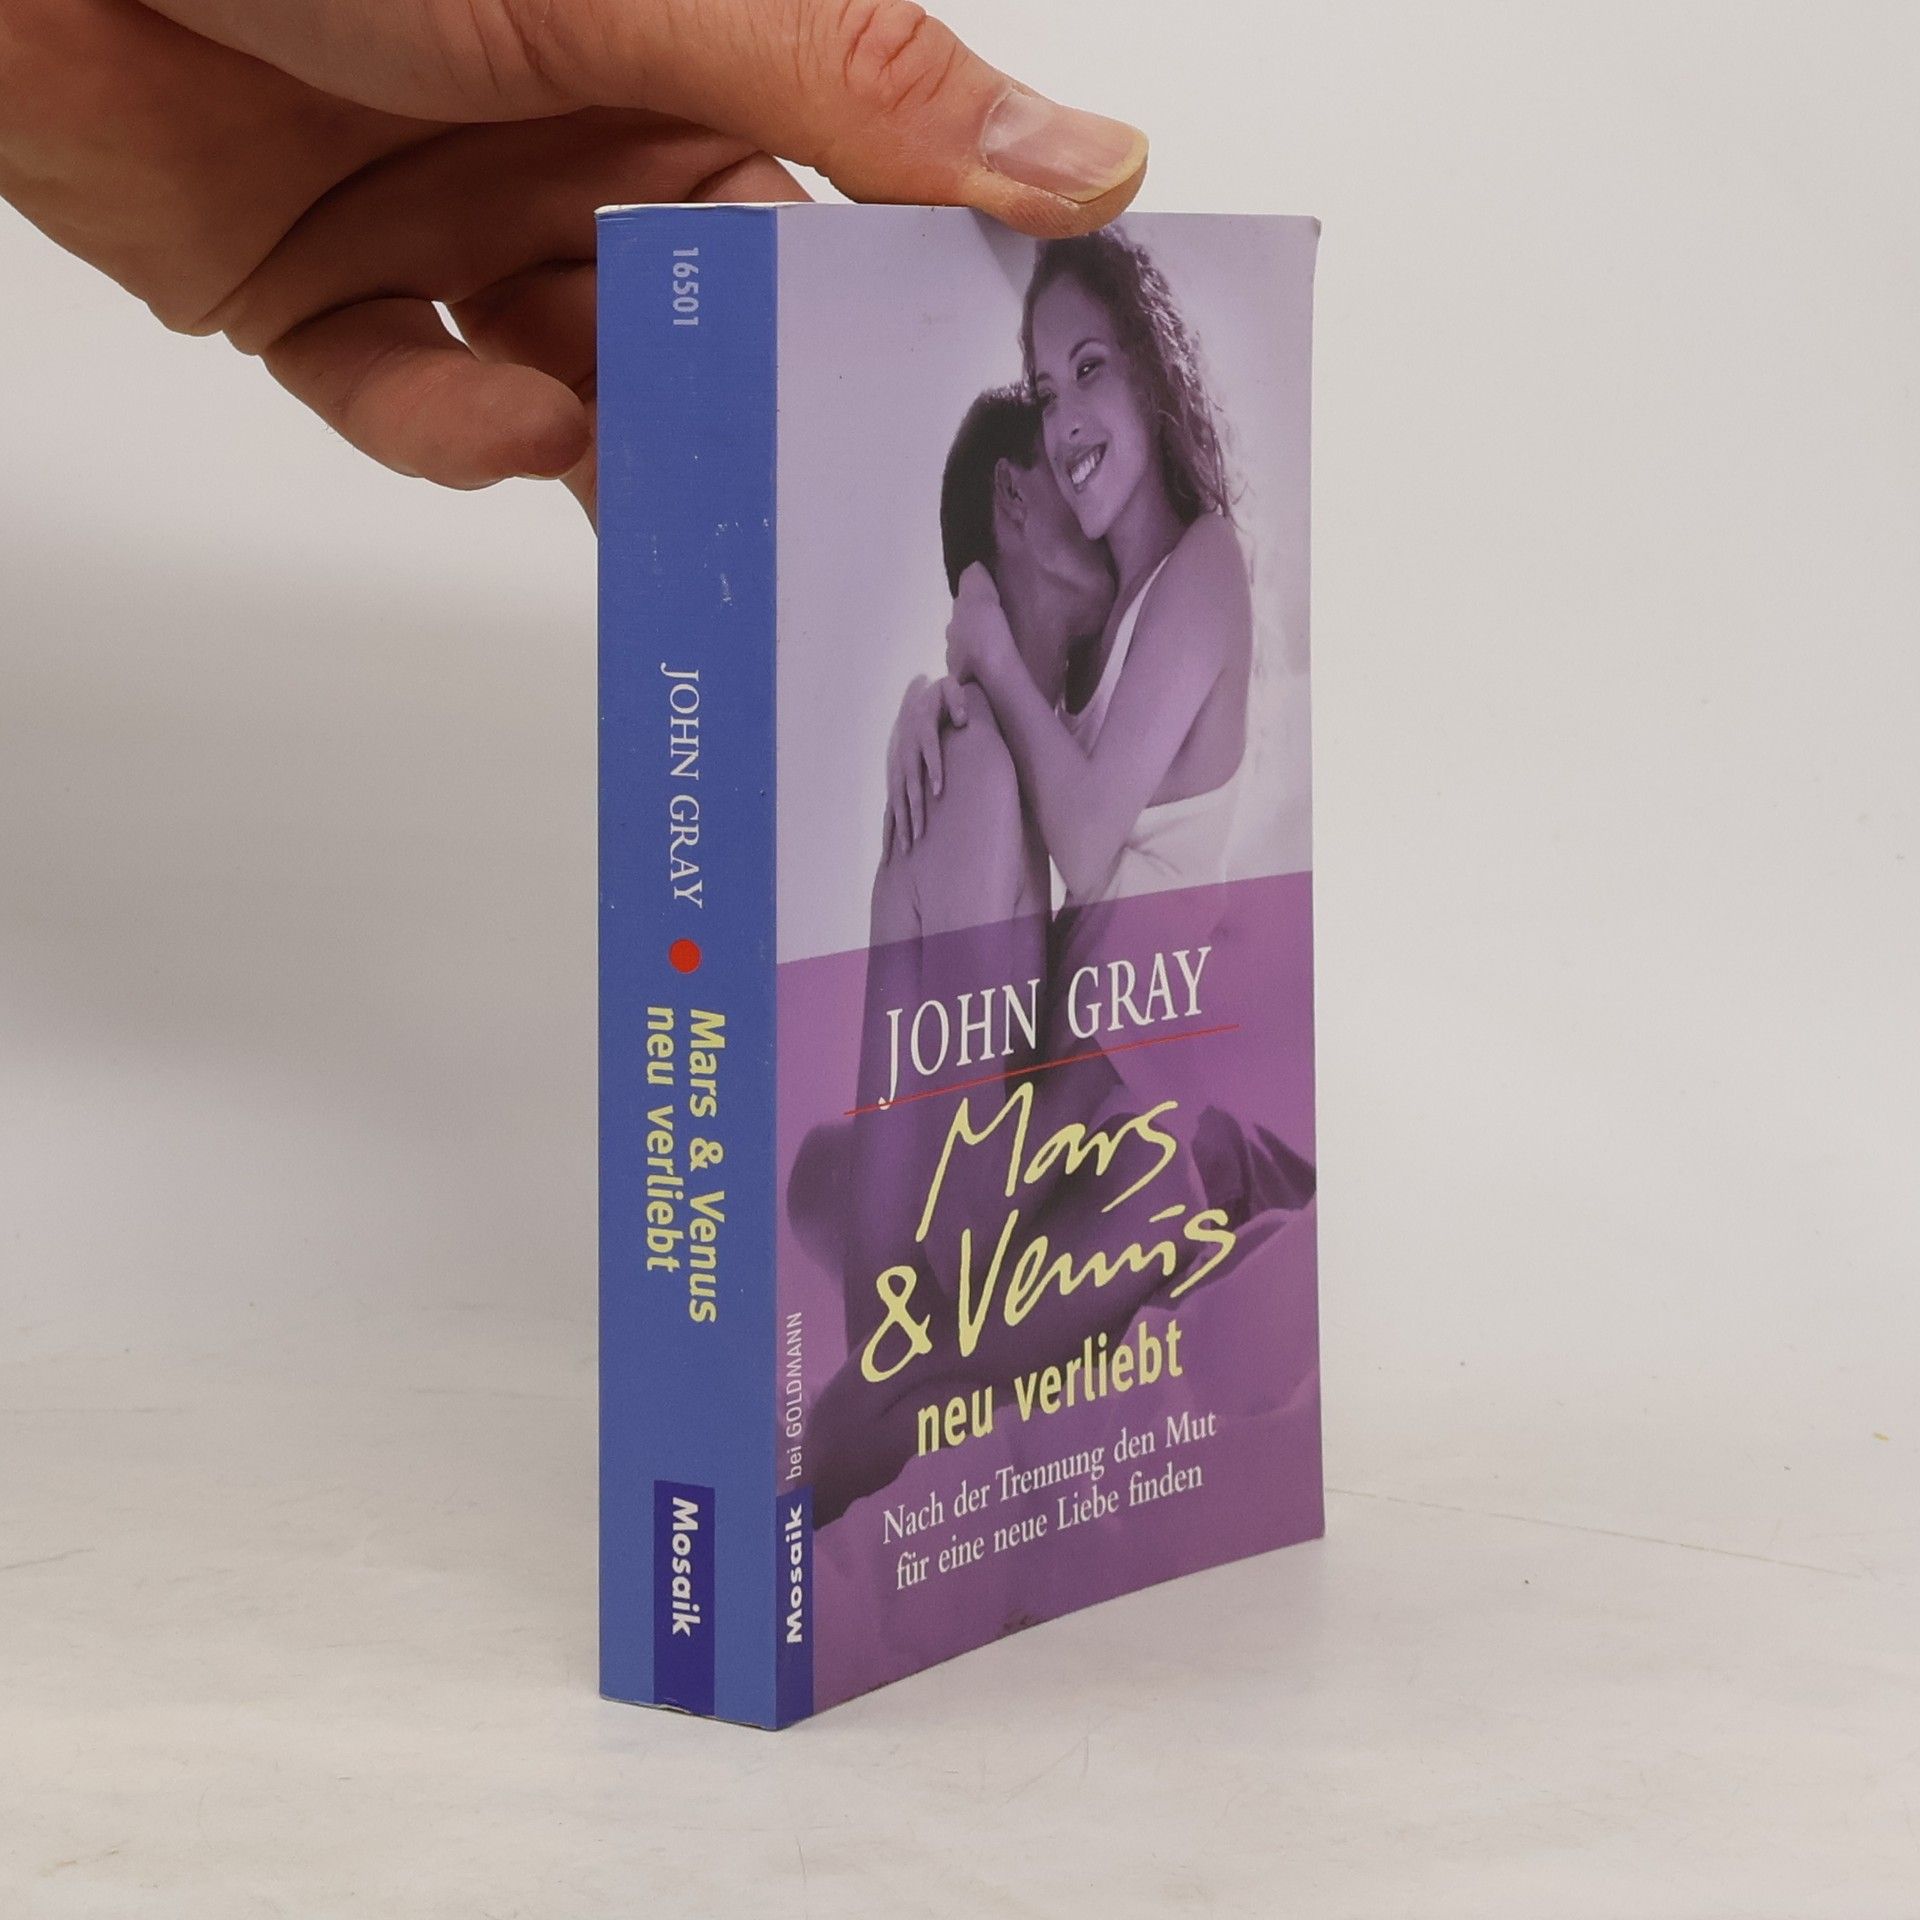 16501
JOHN GRAY
Mars & Venus
neu verliebt
Mosaik
JOHN GRAY
Mars
& Venus
neu verliebt
Nach der Trennung den Mut
für eine neue Liebe finden
Mosaik bei GOLDMANN